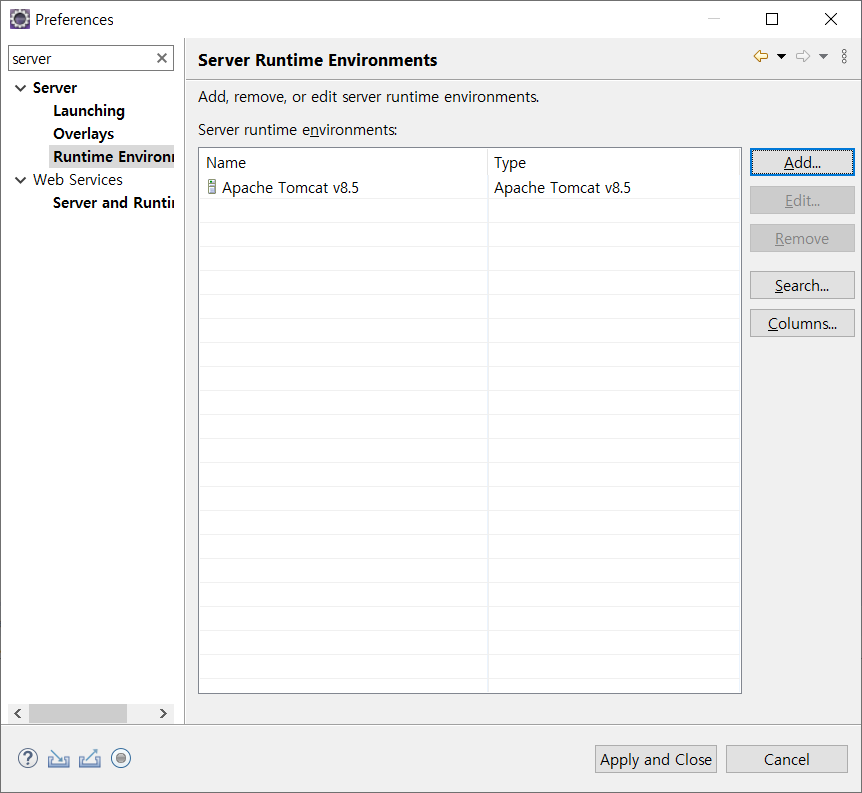 Preferences
server
Server
Launching
Overlays
Runtime Environ
Web Services
Server and Runti
Server Runtime Environments
Add, remove, or edit server runtime environments.
Server runtime environments:
Name Type
Apache Tomcat v8.5 Apache Tomcat v8.5
Add...
Edit...
Remove
Search...
Columns...
?
Apply and Close Cancel